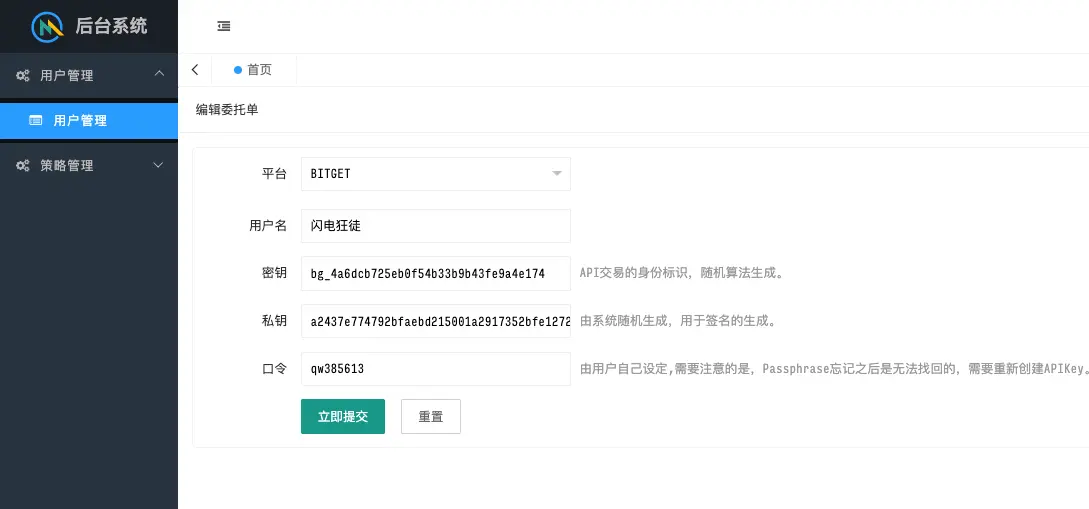 后台系统
用户管理
用户管理
策略管理
首页
编辑委托单
平台 BITGET
用户名 闪电狂徒
密钥 bg_4a6dcb725eb0f54b33b9b43fe9a4e174 API交易的身份标识，随机算法生成。
私钥 a2437e774792bfaebd215001a2917352bfe1272 由系统随机生成，用于签名的生成。
口令 qw385613 由用户自己设定,需要注意的是，Passphrase忘记之后是无法找回的，需要重新创建APIKey。
立即提交 重置